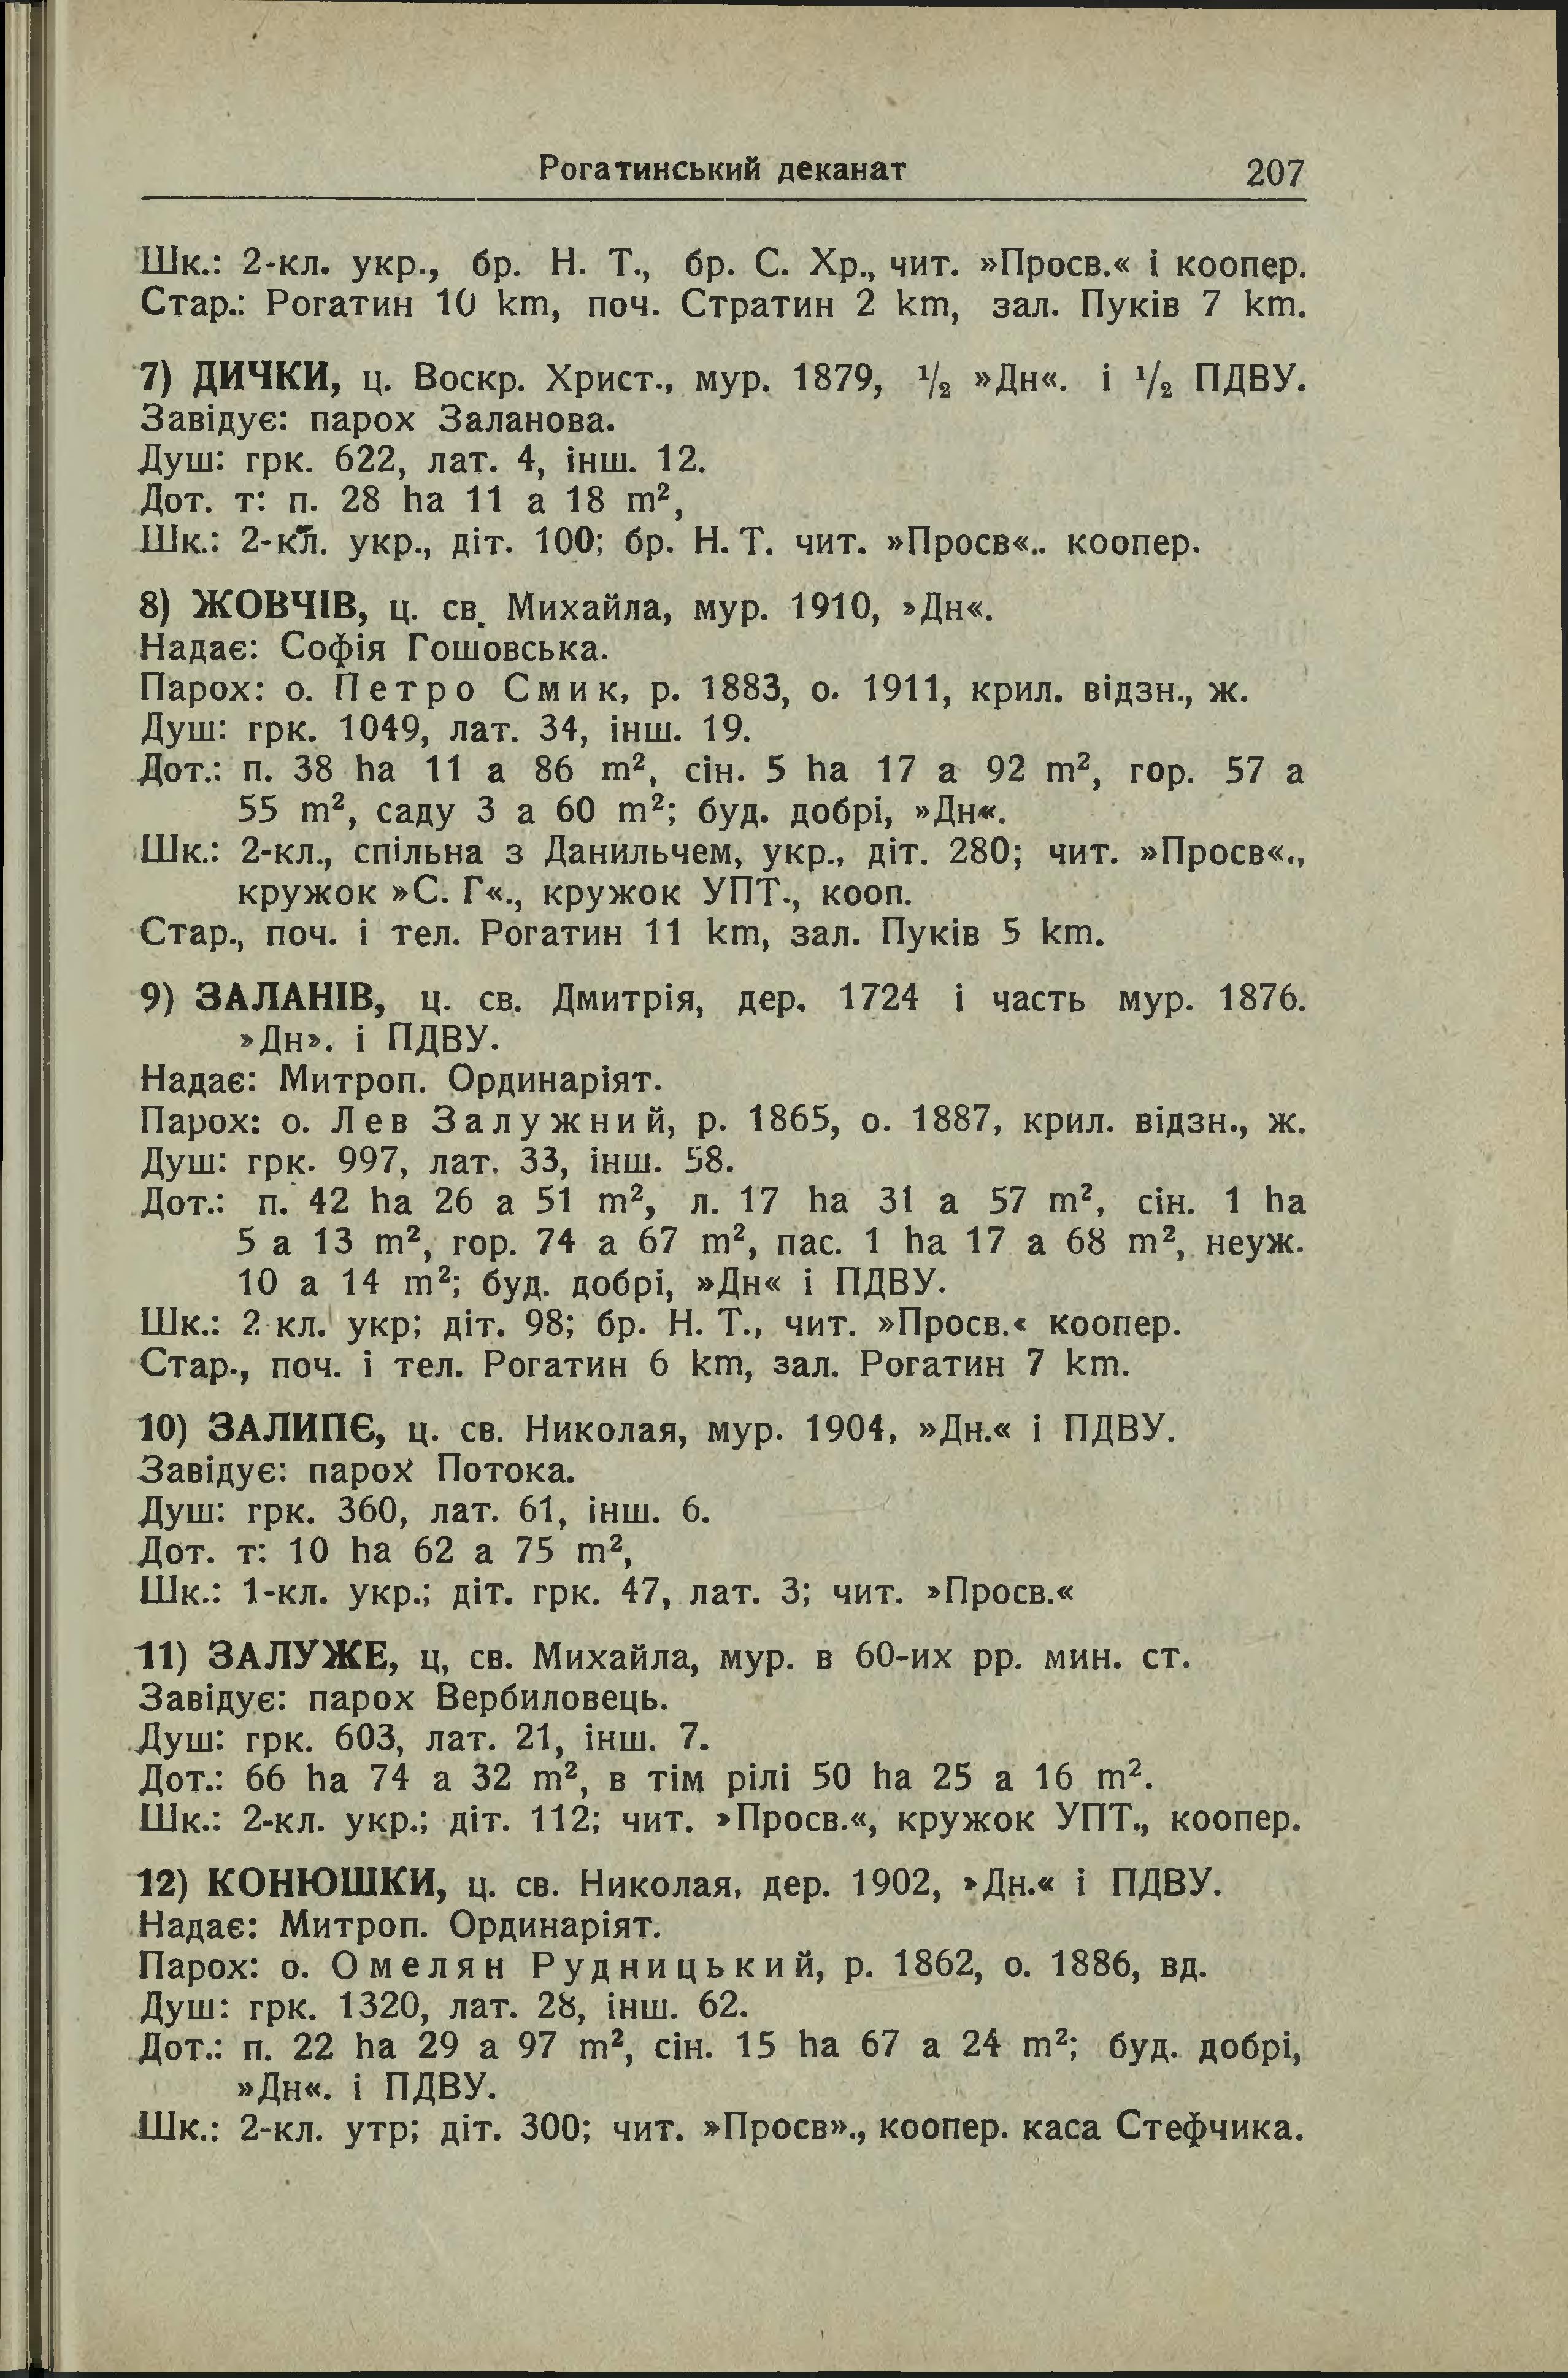 Рогатинський деканат 207
Шк.: 2-кл. укр., бр. Н. Т., бр. С. Хр., чит. »Просв.« і коопер.
Стар.: Рогатин 10 km, поч. Стратин 2 km, зал. Пуків 7 km.
7) ДИЧКИ, ц. Воскр. Христ., мур. 1879, ½ »Дн«. і ½ ПДВУ.
Завідує: парох Заланова.
Душ: грк. 622, лат. 4, інш. 12.
Дот. т: п. 28 ha 11 a 18 m²,
Шк.: 2-кл. укр., діт. 100; бр. Н. Т. чит. »Просв«.. коопер.
8) ЖОВЧІВ, ц. св. Михайла, мур. 1910, »Дн«.
Надає: Софія Гошовська.
Парох: о. Петро Смик, р. 1883, о. 1911, крил. відзн., ж.
Душ: грк. 1049, лат. 34, інш. 19.
Дот.: п. 38 ha 11 a 86 m², сін. 5 ha 17 a 92 m², гор. 57 a
55 m², саду 3 a 60 m²; буд. добрі, »Дн«.
Шк.: 2-кл., спільна з Данильчем, укр., діт. 280; чит. »Просв«.,
кружок »С. Г«., кружок УПТ., кооп.
Стар., поч. і тел. Рогатин 11 km, зал. Пуків 5 km.
9) ЗАЛАНІВ, ц. св. Дмитрія, дер. 1724 і часть мур. 1876.
»Дн». і ПДВУ.
Надає: Митроп. Ординаріят.
Парох: о. Лев Залужний, р. 1865, о. 1887, крил. відзн., ж.
Душ: грк. 997, лат. 33, інш. 58.
Дот.: п. 42 ha 26 a 51 m², л. 17 ha 31 a 57 m², сін. 1 ha
5 a 13 m², гор. 74 a 67 m², пас. 1 ha 17 a 68 m², неуж.
10 a 14 m²; буд. добрі, »Дн« і ПДВУ.
Шк.: 2 кл. укр; діт. 98; бр. Н. Т., чит. »Просв.« коопер.
Стар., поч. і тел. Рогатин 6 km, зал. Рогатин 7 km.
10) ЗАЛИПЄ, ц. св. Николая, мур. 1904, »Дн.« і ПДВУ.
Завідує: парох Потока.
Душ: грк. 360, лат. 61, інш. 6.
Дот. т: 10 ha 62 a 75 m²,
Шк.: 1-кл. укр.; діт. грк. 47, лат. 3; чит. »Просв.«
11) ЗАЛУЖЕ, ц, св. Михайла, мур. в 60-их рр. мин. ст.
Завідує: парох Вербиловець.
Душ: грк. 603, лат. 21, інш. 7.
Дот.: 66 ha 74 a 32 m², в тім рілі 50 ha 25 a 16 m².
Шк.: 2-кл. укр.; діт. 112; чит. »Просв.«, кружок УПТ., коопер.
12) КОНЮШКИ, ц. св. Николая, дер. 1902, »Дн.« і ПДВУ.
Надає: Митроп. Ординаріят.
Парох: о. Омелян Рудницький, р. 1862, о. 1886, вд.
Душ: грк. 1320, лат. 28, інш. 62.
Дот.: п. 22 ha 29 a 97 m², сін. 15 ha 67 a 24 m²; буд. добрі,
»Дн«. і ПДВУ.
Шк.: 2-кл. утр; діт. 300; чит. »Просв»., коопер. каса Стефчика.